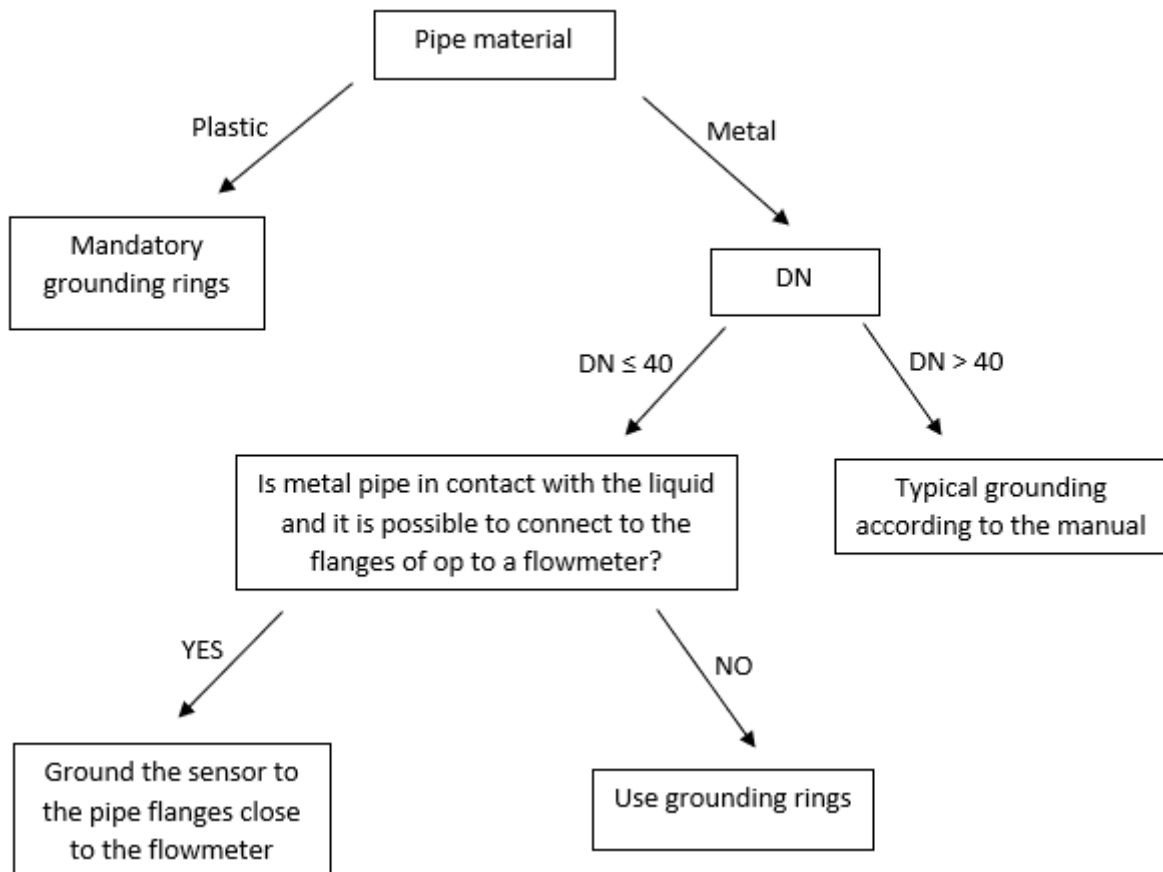 Pipe material
Plastic
Metal
Mandatory
grounding rings
DN
DN ≤ 40
DN > 40
Is metal pipe in contact with the liquid
and it is possible to connect to the
flanges of op to a flowmeter?
Typical grounding
according to the manual
YES
NO
Ground the sensor to
the pipe flanges close
to the flowmeter
Use grounding rings